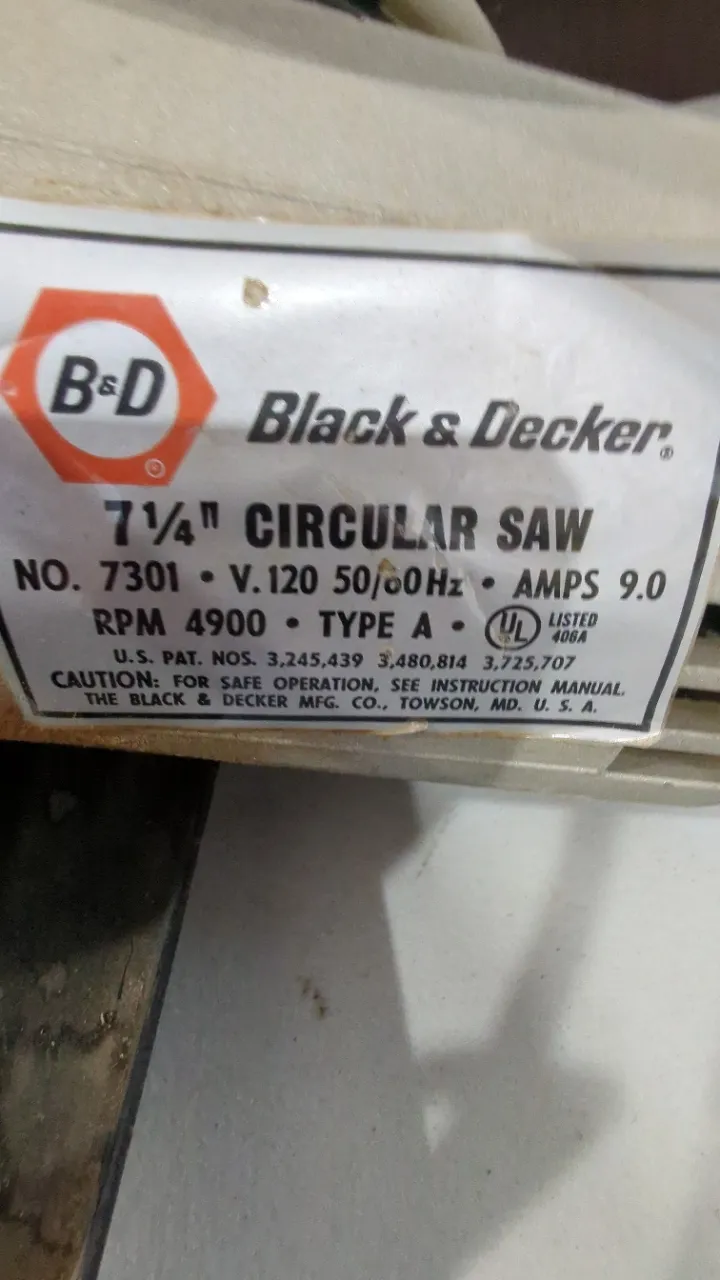 B&D
®
Black & Decker®
7 1/4" CIRCULAR SAW
NO. 7301 • V. 120 50/60Hz • AMPS 9.0
RPM 4900 • TYPE A • UL LISTED 406A
U.S. PAT. NOS. 3,245,439 3,480,814 3,725,707
CAUTION: FOR SAFE OPERATION, SEE INSTRUCTION MANUAL.
THE BLACK & DECKER MFG. CO., TOWSON, MD. U. S. A.